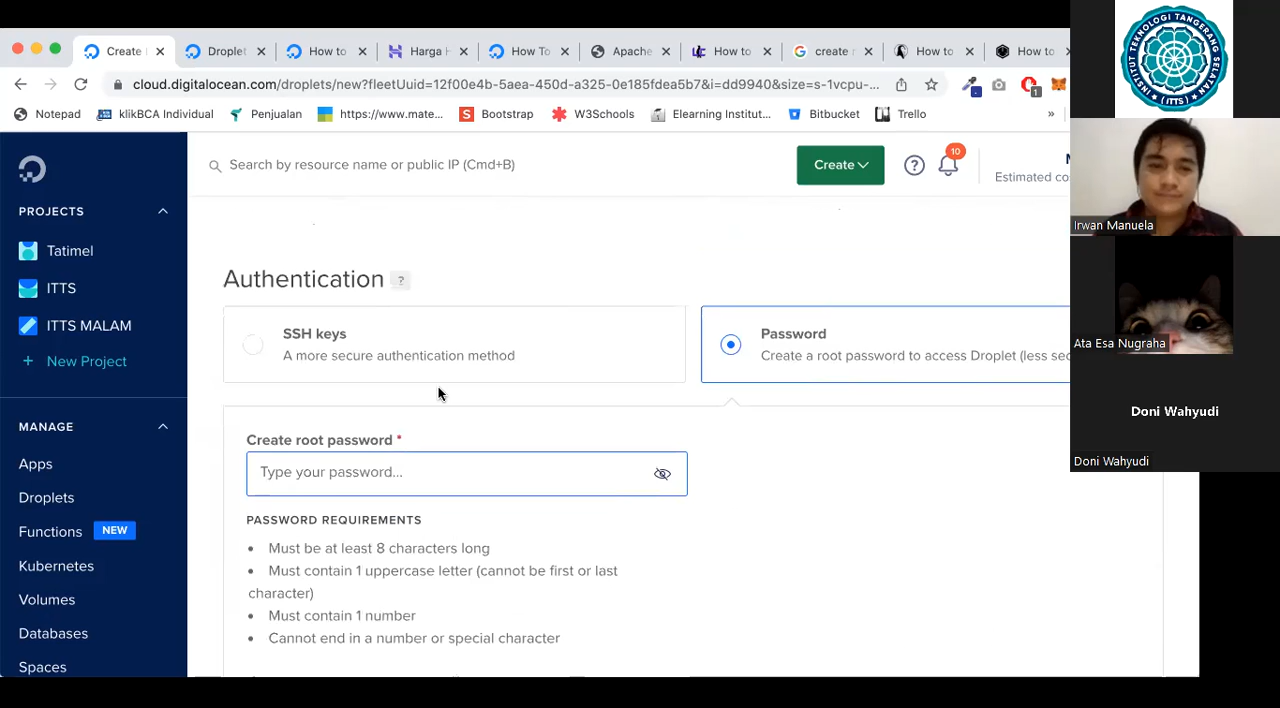 Create
Droplet
How to
Harga
How To
Apache
How to
create
How to
How to
cloud.digitalocean.com/droplets/new?fleetUuid=12f00e4b-5aea-450d-a325-0e185fdea5b7&i=dd9940&size=s-1vcpu-...
1
Notepad
klikBCA Individual
Penjualan
https://www.mate...
Bootstrap
W3Schools
Elearning Institut...
Bitbucket
Trello
»
Search by resource name or public IP (Cmd+B)
Create
?
10
Estimated co
PROJECTS
Tatimel
ITTS
ITTS MALAM
+ New Project
MANAGE
Apps
Droplets
Functions NEW
Kubernetes
Volumes
Databases
Spaces
Authentication ?
SSH keys
A more secure authentication method
Password
Create a root password to access Droplet (less sec
Create root password *
Type your password...
PASSWORD REQUIREMENTS
• Must be at least 8 characters long
• Must contain 1 uppercase letter (cannot be first or last
character)
• Must contain 1 number
• Cannot end in a number or special character
INSTITUT TEKNOLOGI TANGERANG SELATAN
(ITTS)
Irwan Manuela
Ata Esa Nugraha
Doni Wahyudi
Doni Wahyudi